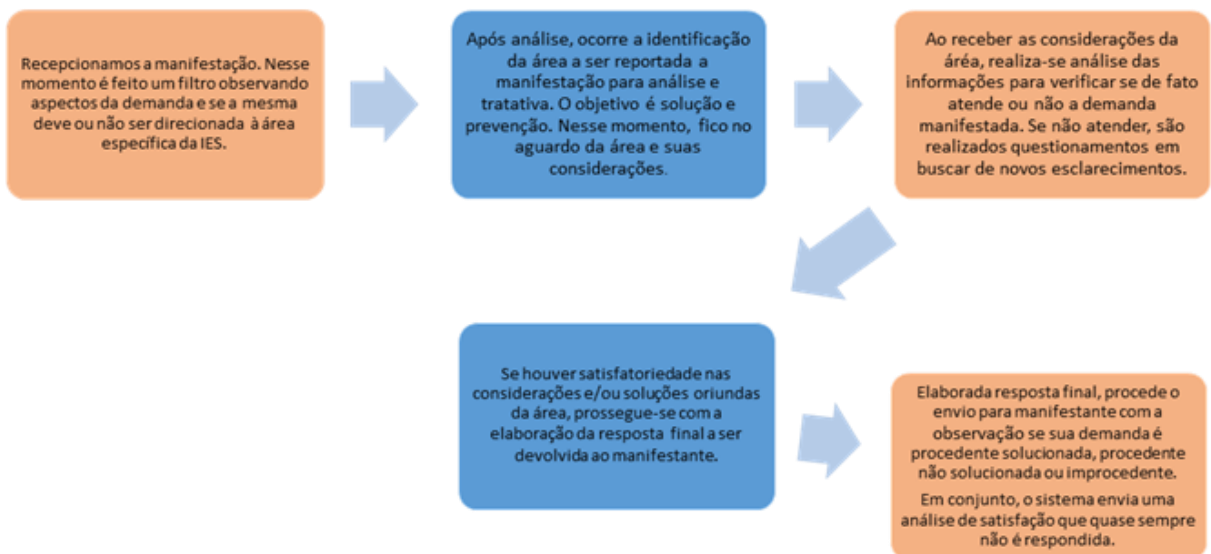 Recepcionamos a manifestação. Nesse
momento é feito um filtro observando
aspectos da demanda e se a mesma
deve ou não ser direcionada à área
específica da IES.
Após análise, ocorre a identificação
da área a ser reportada a
manifestação para análise e
tratativa. O objetivo é solução e
prevenção. Nesse momento, fico no
aguardo da área e suas
considerações.
Ao receber as considerações da
áréa, realiza-se análise das
informações para verificar se de fato
atende ou não a demanda
manifestada. Se não atender, são
realizados questionamentos em
buscar de novos esclarecimentos.
Se houver satisfatoriedade nas
considerações e/ou soluções oriundas
da área, prossegue-se com a
elaboração da resposta final a ser
devolvida ao manifestante.
Elaborada resposta final, procede o
envio para manifestante com a
observação se sua demanda é
procedente solucionada, procedente
não solucionada ou improcedente.
Em conjunto, o sistema envia uma
análise de satisfação que quase sempre
não é respondida.